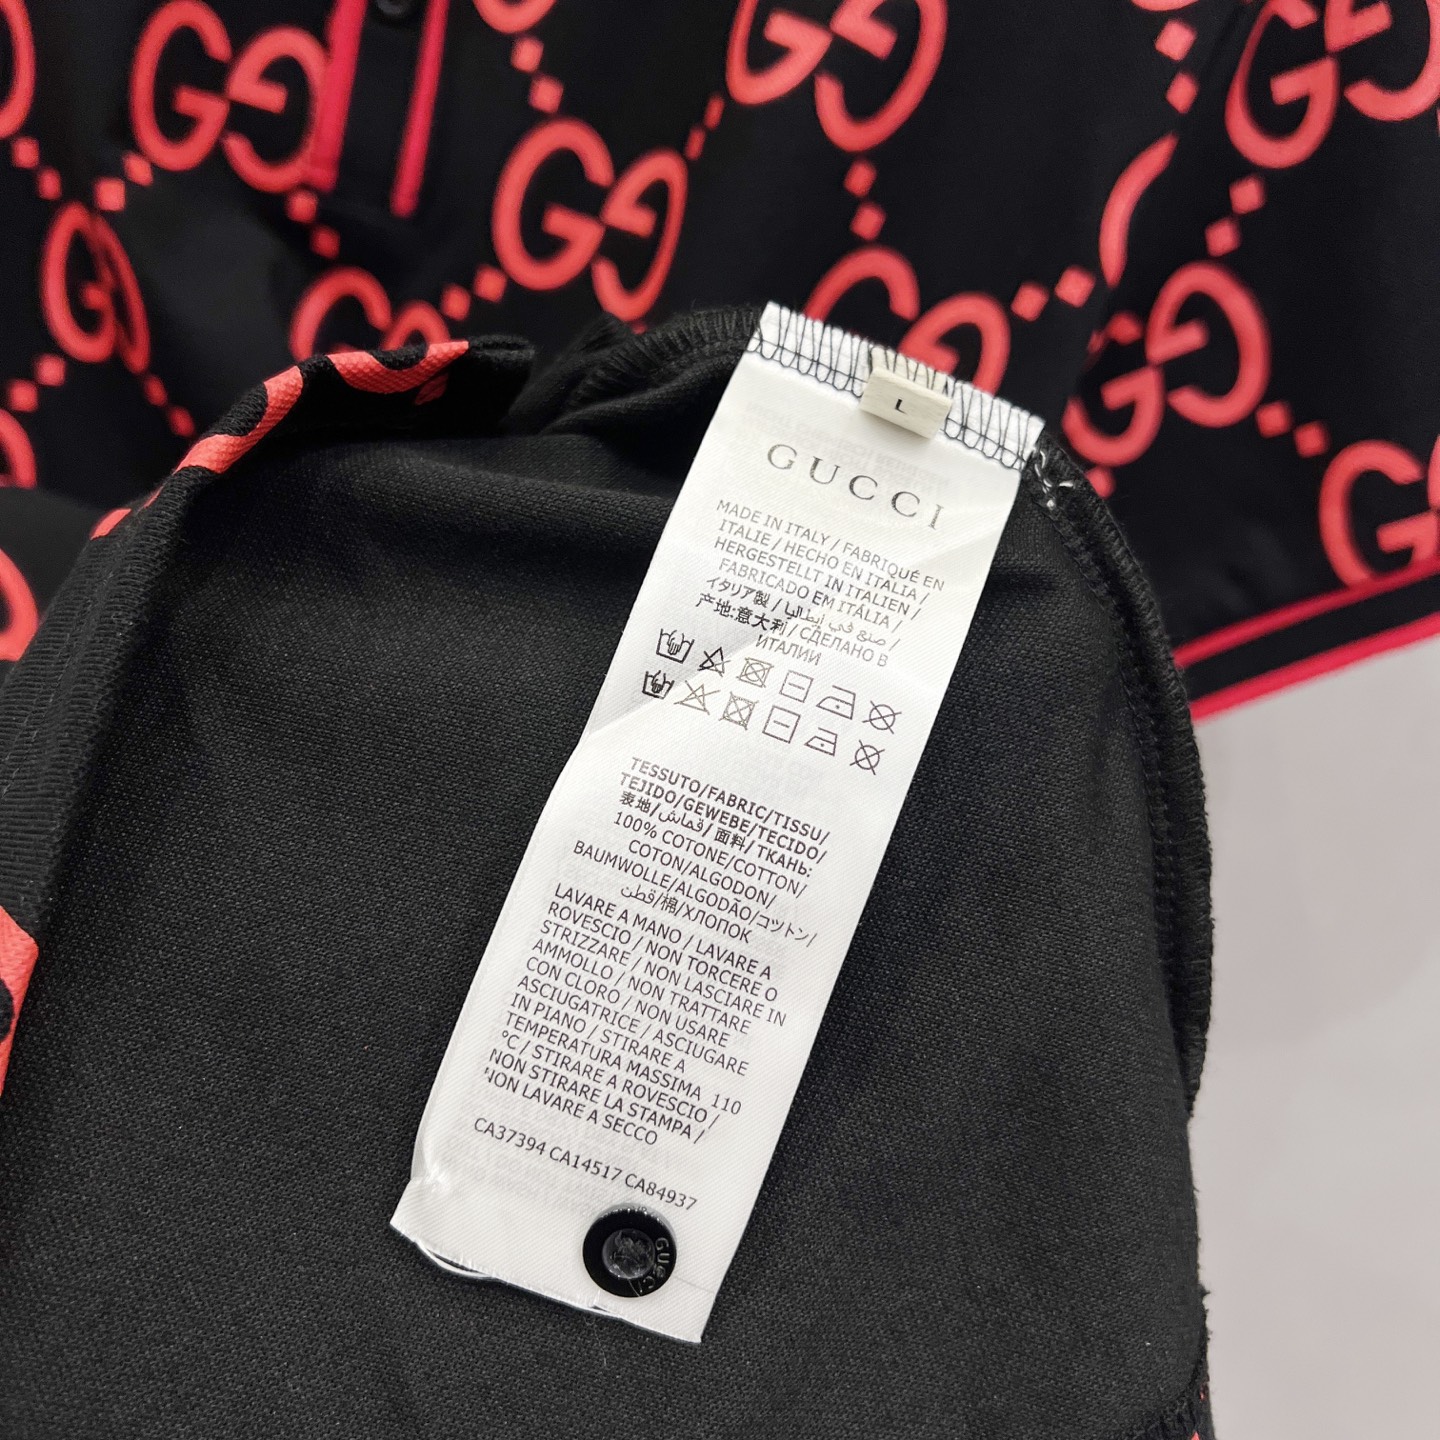 L
GUCCI
MADE IN ITALY / FABRIQUÉ EN
ITALIE / HECHO EN ITALIA /
HERGESTELLT IN ITALIEN /
FABRICADO EM ITÁLIA /
イタリア製 / صنع في إيطاليا /
产地:意大利 / СДЕЛАНО В
ИТАЛИИ
TESSUTO/FABRIC/TISSU/
TEJIDO/GEWEBE/TECIDO/
表地/قماش/面料/ТКАНЬ:
100% COTONE/COTTON/
COTON/ALGODON/
BAUMWOLLE/ALGODÃO/コットン/
قطن/棉/ХЛОПОК
LAVARE A MANO / LAVARE A
ROVESCIO / NON TORCERE O
STRIZZARE / NON LASCIARE IN
AMMOLLO / NON TRATTARE
CON CLORO / NON USARE
ASCIUGATRICE / ASCIUGARE
IN PIANO / STIRARE A
TEMPERATURA MASSIMA 110
°C / STIRARE A ROVESCIO /
NON STIRARE LA STAMPA /
NON LAVARE A SECCO
CA37394 CA14517 CA84937
GUCCI